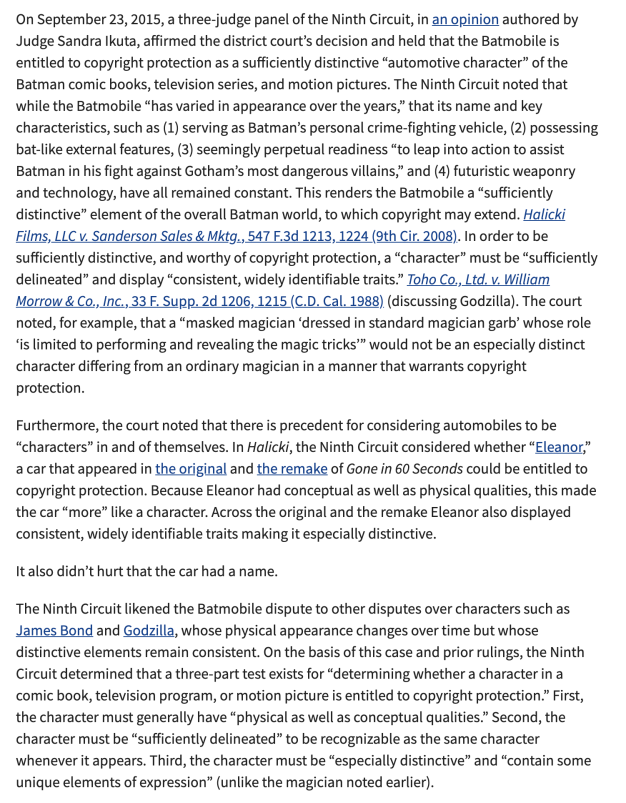 On September 23, 2015, a three-judge panel of the Ninth Circuit, in an opinion authored by
Judge Sandra Ikuta, affirmed the district court’s decision and held that the Batmobile is
entitled to copyright protection as a sufficiently distinctive “automotive character” of the
Batman comic books, television series, and motion pictures. The Ninth Circuit noted that
while the Batmobile “has varied in appearance over the years,” that its name and key
characteristics, such as (1) serving as Batman’s personal crime-fighting vehicle, (2) possessing
bat-like external features, (3) seemingly perpetual readiness “to leap into action to assist
Batman in his fight against Gotham’s most dangerous villains,” and (4) futuristic weaponry
and technology, have all remained constant. This renders the Batmobile a “sufficiently
distinctive” element of the overall Batman world, to which copyright may extend. Halicki
Films, LLC v. Sanderson Sales & Mktg., 547 F.3d 1213, 1224 (9th Cir. 2008). In order to be
sufficiently distinctive, and worthy of copyright protection, a “character” must be “sufficiently
delineated” and display “consistent, widely identifiable traits.” Toho Co., Ltd. v. William
Morrow & Co., Inc., 33 F. Supp. 2d 1206, 1215 (C.D. Cal. 1988) (discussing Godzilla). The court
noted, for example, that a “masked magician ‘dressed in standard magician garb’ whose role
‘is limited to performing and revealing the magic tricks’” would not be an especially distinct
character differing from an ordinary magician in a manner that warrants copyright
protection.
Furthermore, the court noted that there is precedent for considering automobiles to be
“characters” in and of themselves. In Halicki, the Ninth Circuit considered whether “Eleanor,”
a car that appeared in the original and the remake of Gone in 60 Seconds could be entitled to
copyright protection. Because Eleanor had conceptual as well as physical qualities, this made
the car “more” like a character. Across the original and the remake Eleanor also displayed
consistent, widely identifiable traits making it especially distinctive.
It also didn’t hurt that the car had a name.
The Ninth Circuit likened the Batmobile dispute to other disputes over characters such as
James Bond and Godzilla, whose physical appearance changes over time but whose
distinctive elements remain consistent. On the basis of this case and prior rulings, the Ninth
Circuit determined that a three-part test exists for “determining whether a character in a
comic book, television program, or motion picture is entitled to copyright protection.” First,
the character must generally have “physical as well as conceptual qualities.” Second, the
character must be “sufficiently delineated” to be recognizable as the same character
whenever it appears. Third, the character must be “especially distinctive” and “contain some
unique elements of expression” (unlike the magician noted earlier).